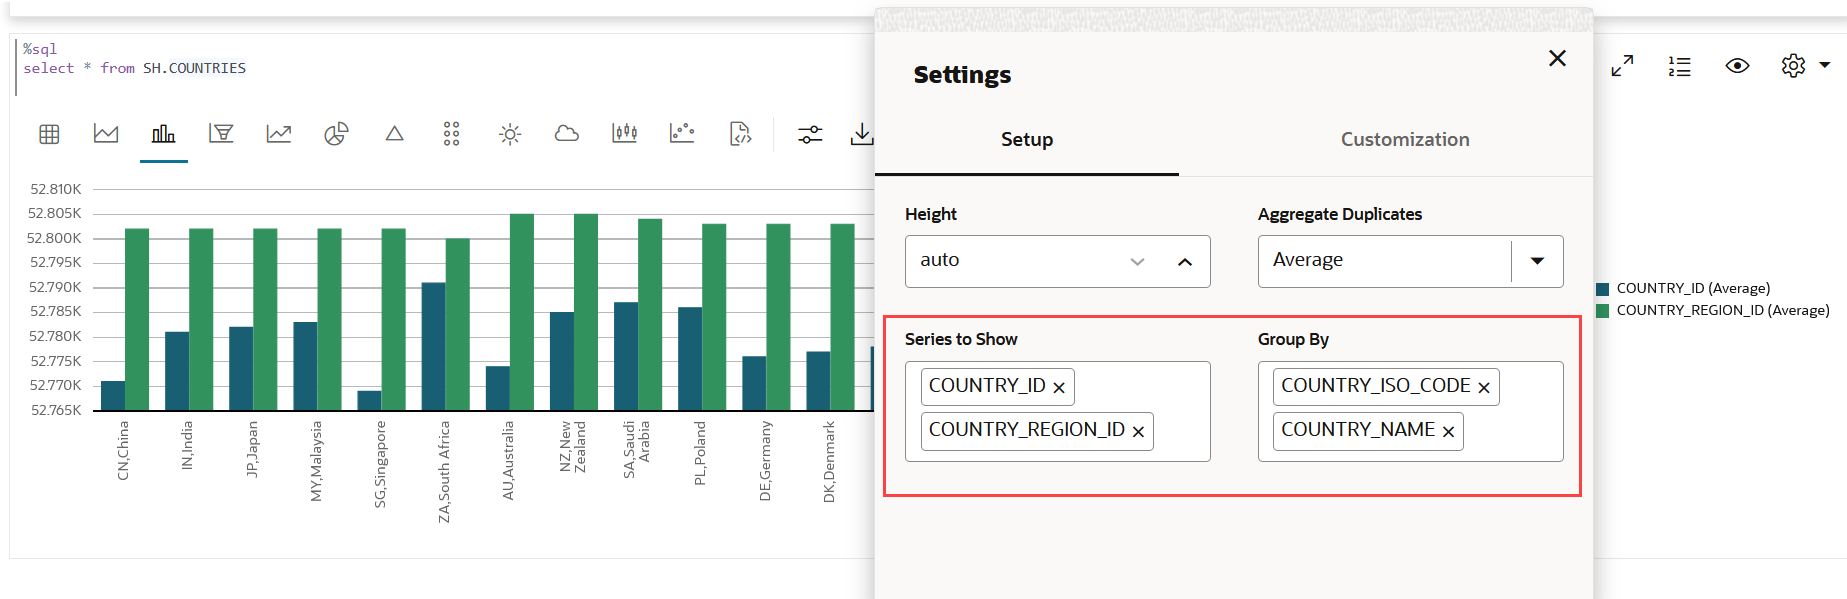 %sql
select * from SH.COUNTRIES
52.810K
52.805K
52.800K
52.795K
52.790K
52.785K
52.780K
52.775K
52.770K
52.765K
CN,China
IN,India
JP,Japan
MY,Malaysia
SG,Singapore
ZA,South Africa
AU,Australia
NZ,New
Zealand
SA,Saudi
Arabia
PL,Poland
DE,Germany
DK,Denmark
Settings
Setup
Customization
Height
Aggregate Duplicates
auto
Average
Series to Show
Group By
COUNTRY_ID
COUNTRY_REGION_ID
COUNTRY_ISO_CODE
COUNTRY_NAME
COUNTRY_ID (Average)
COUNTRY_REGION_ID (Average)